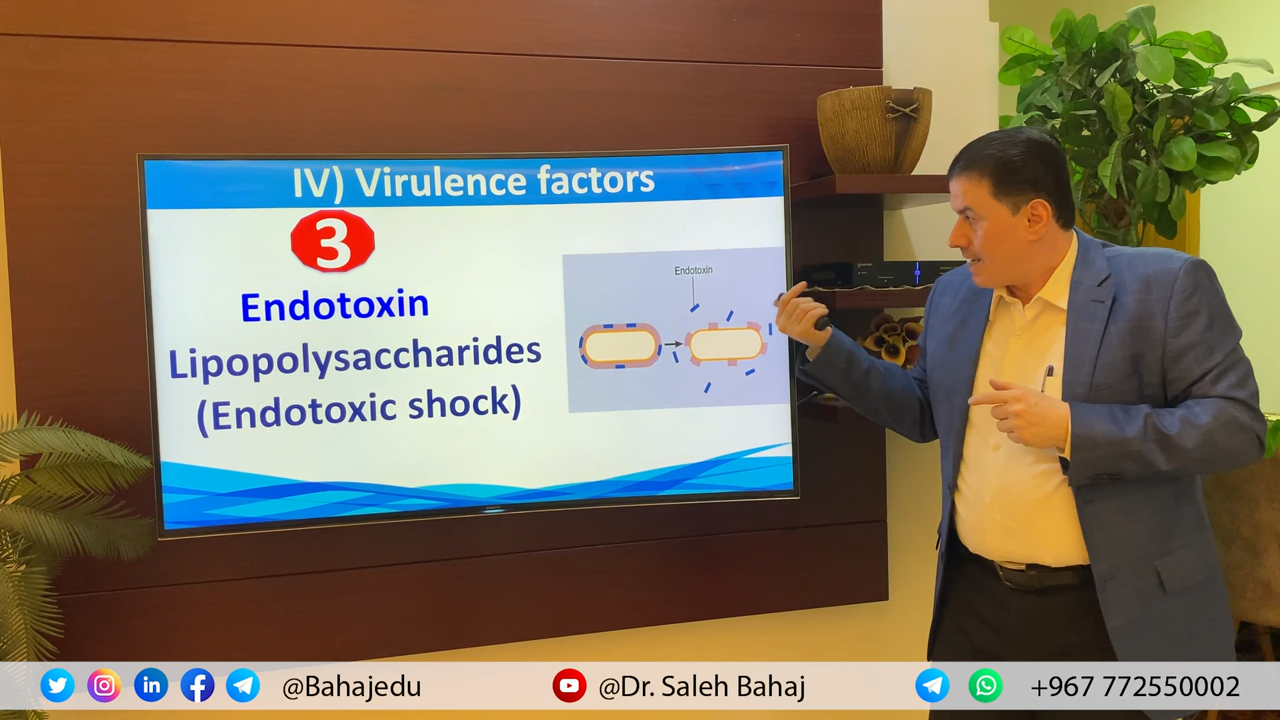 IV) Virulence factors
3
Endotoxin
Lipopolysaccharides
(Endotoxic shock)
Endotoxin
@Bahajedu
@Dr. Saleh Bahaj
+967 772550002